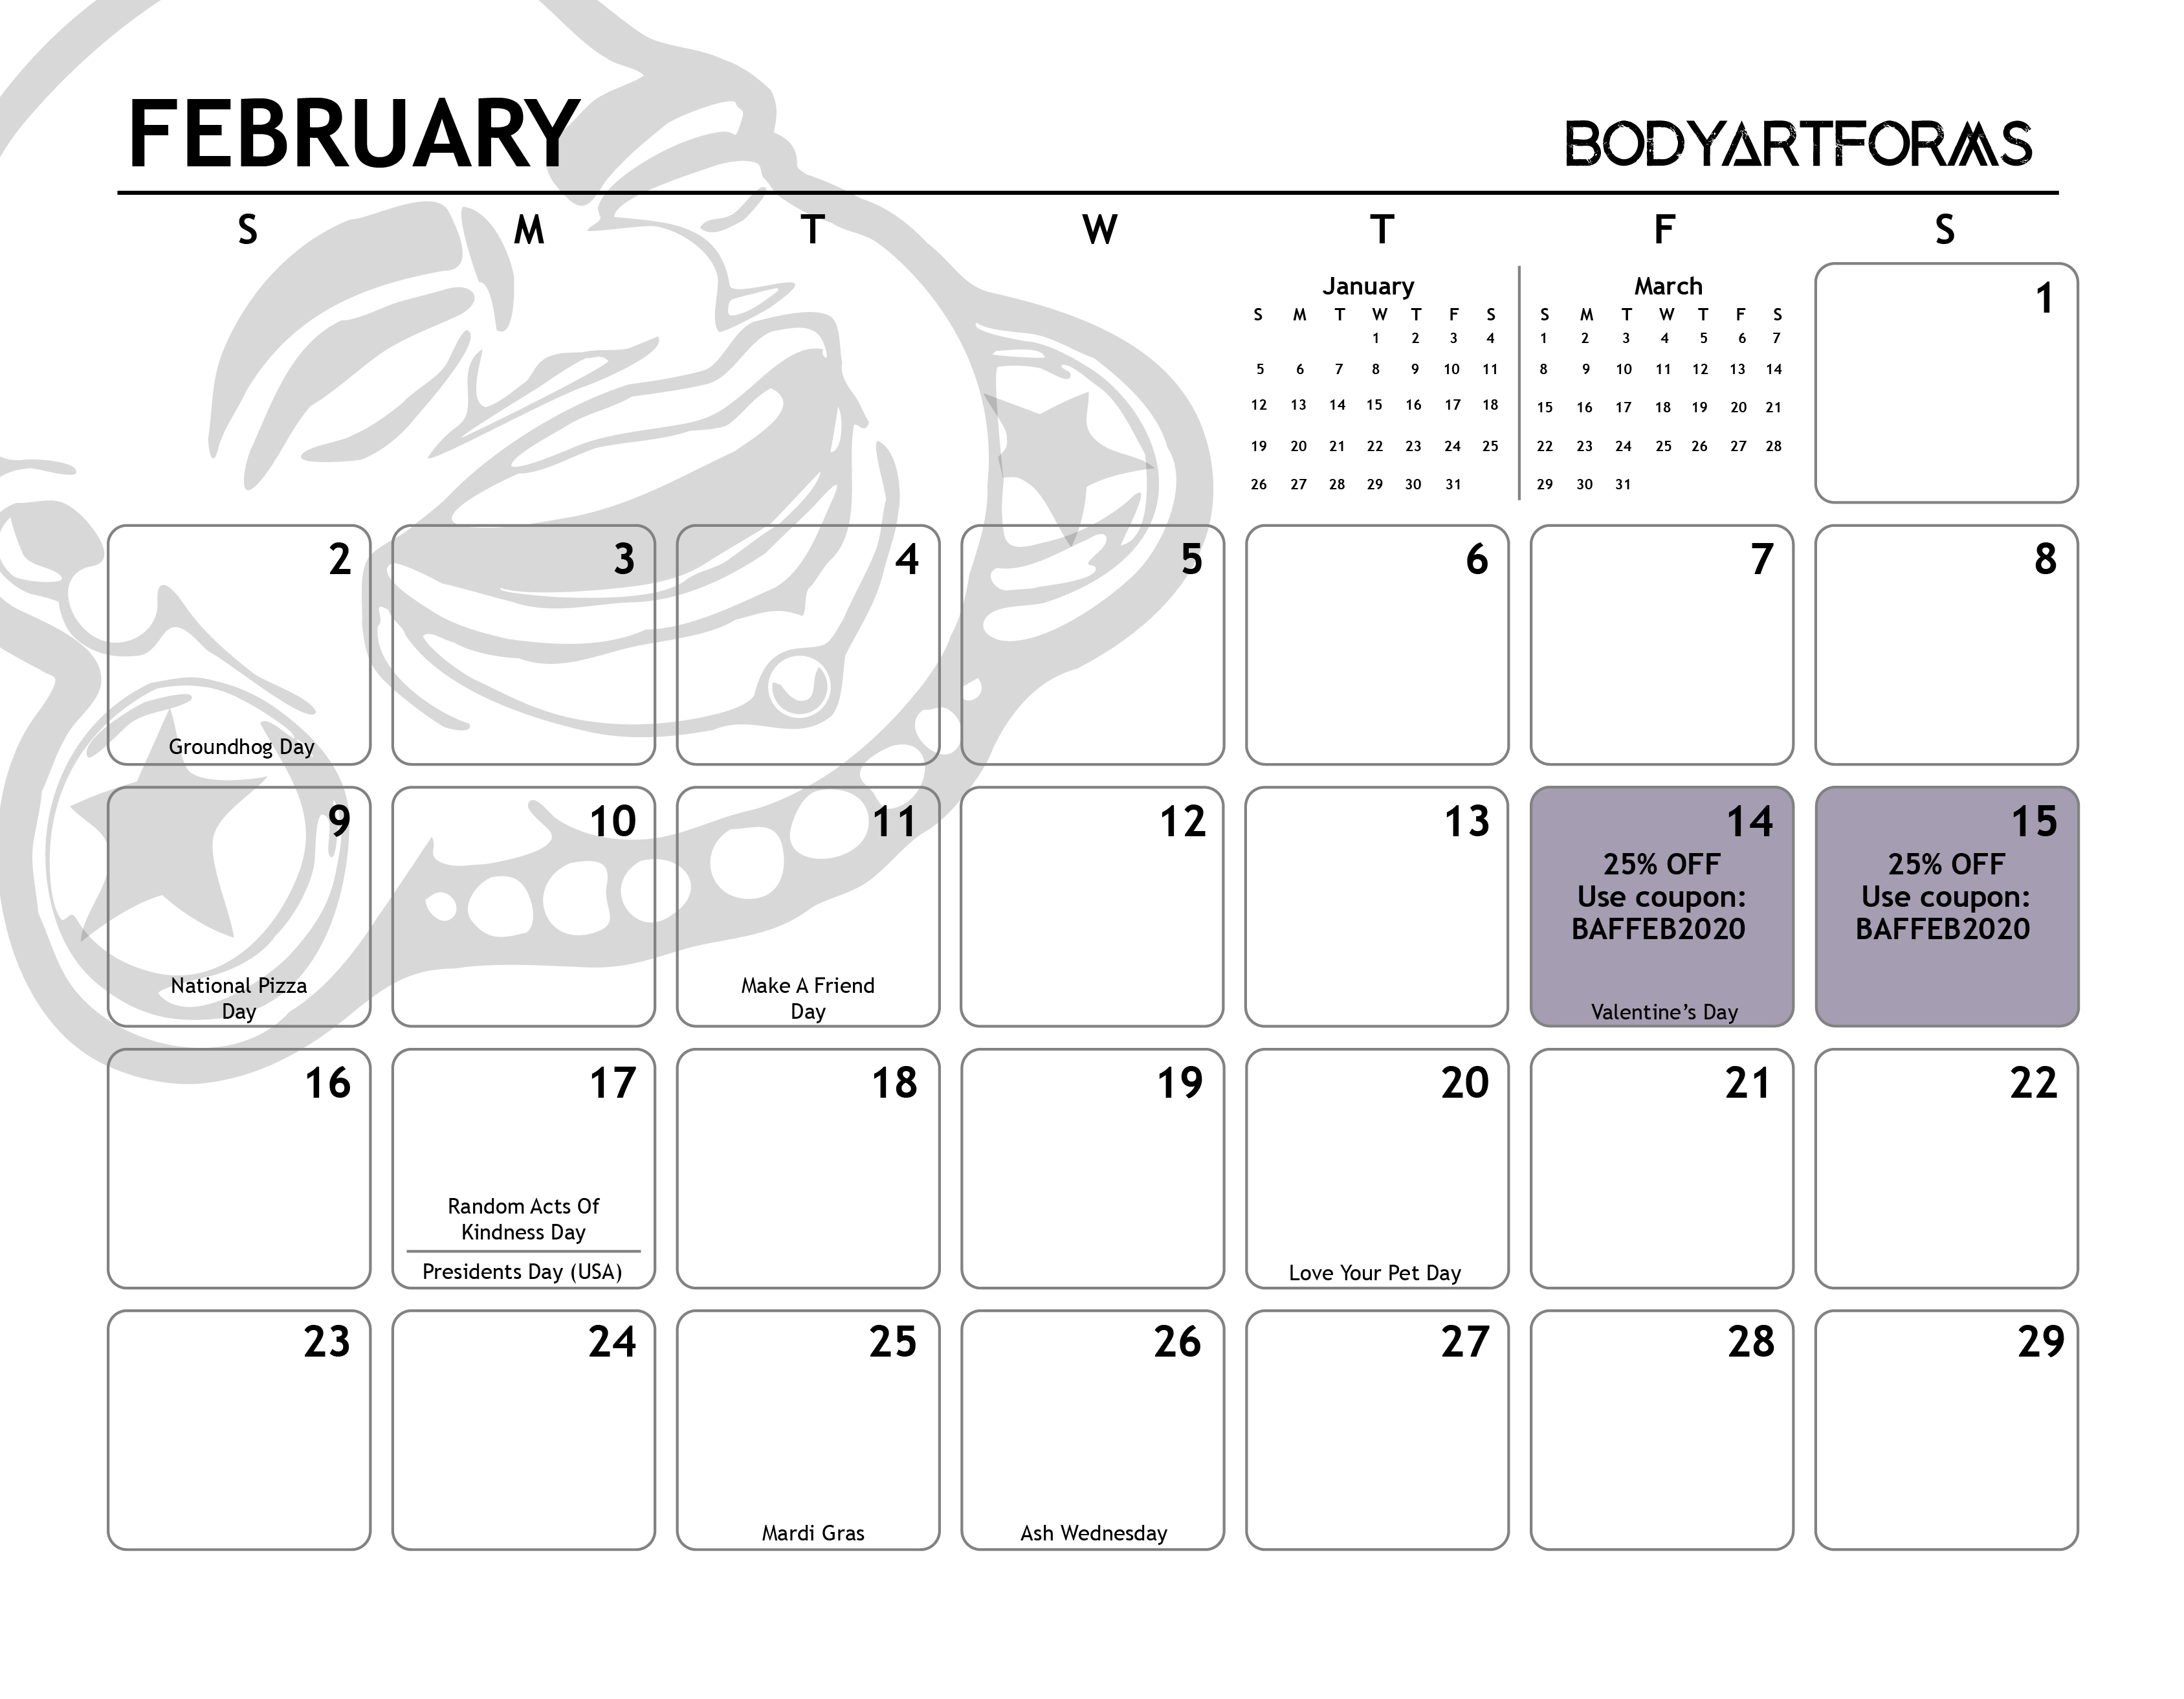 FEBRUARY
BODYARTFORMS
S M T W T F S
January
S M T W T F S
1 2 3 4
5 6 7 8 9 10 11
12 13 14 15 16 17 18
19 20 21 22 23 24 25
26 27 28 29 30 31
March
S M T W T F S
1 2 3 4 5 6 7
8 9 10 11 12 13 14
15 16 17 18 19 20 21
22 23 24 25 26 27 28
29 30 31
1
2
Groundhog Day
3
4
5
6
7
8
9
National Pizza
Day
10
11
Make A Friend
Day
12
13
14
25% OFF
Use coupon:
BAFFEB2020
Valentine’s Day
15
25% OFF
Use coupon:
BAFFEB2020
16
17
Random Acts Of
Kindness Day
Presidents Day (USA)
18
19
20
Love Your Pet Day
21
22
23
24
25
Mardi Gras
26
Ash Wednesday
27
28
29